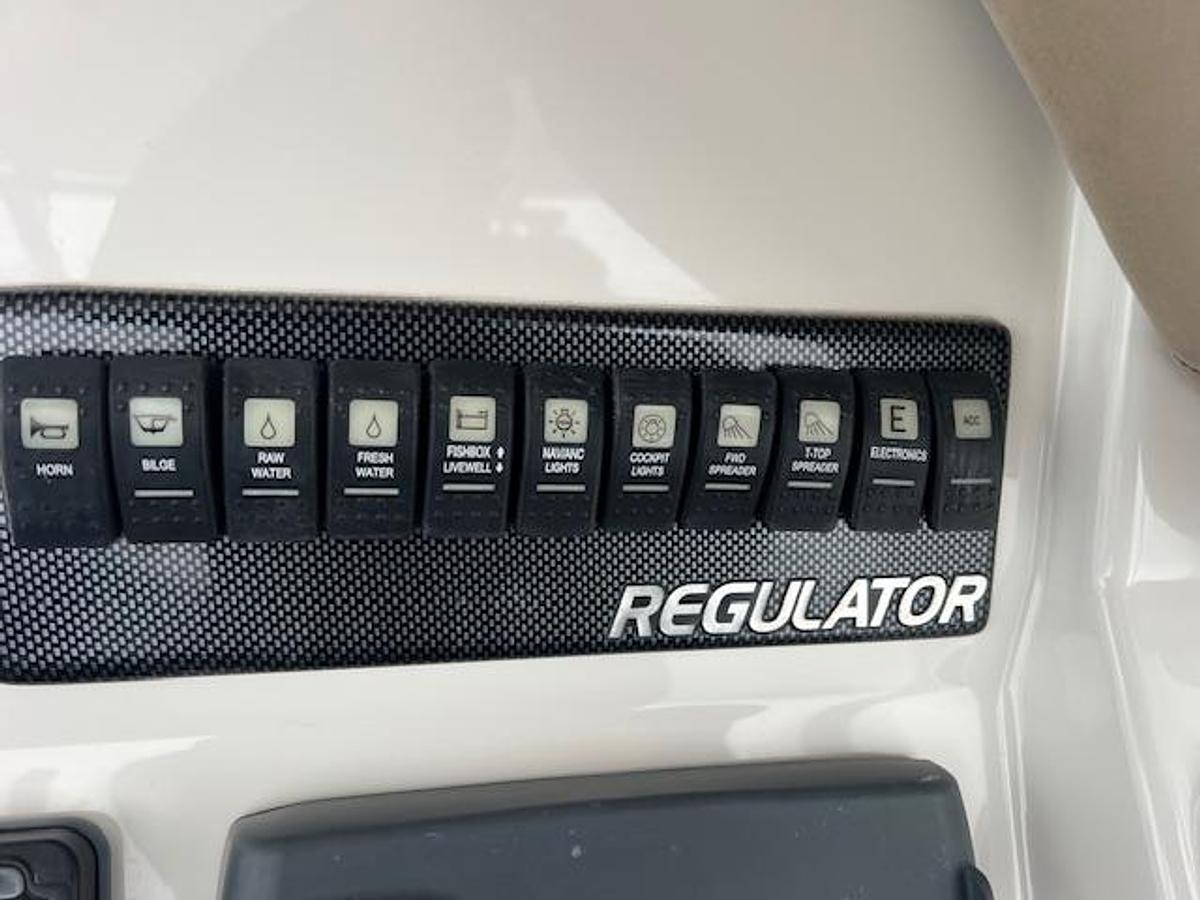 HORN
BILGE
RAW
WATER
FRESH
WATER
FISHBOX
LIVEWELL
NAV/ANC
LIGHTS
COCKPIT
LIGHTS
FWD
SPREADER
T-TOP
SPREADER
E
ELECTRONICS
ACC
REGULATOR